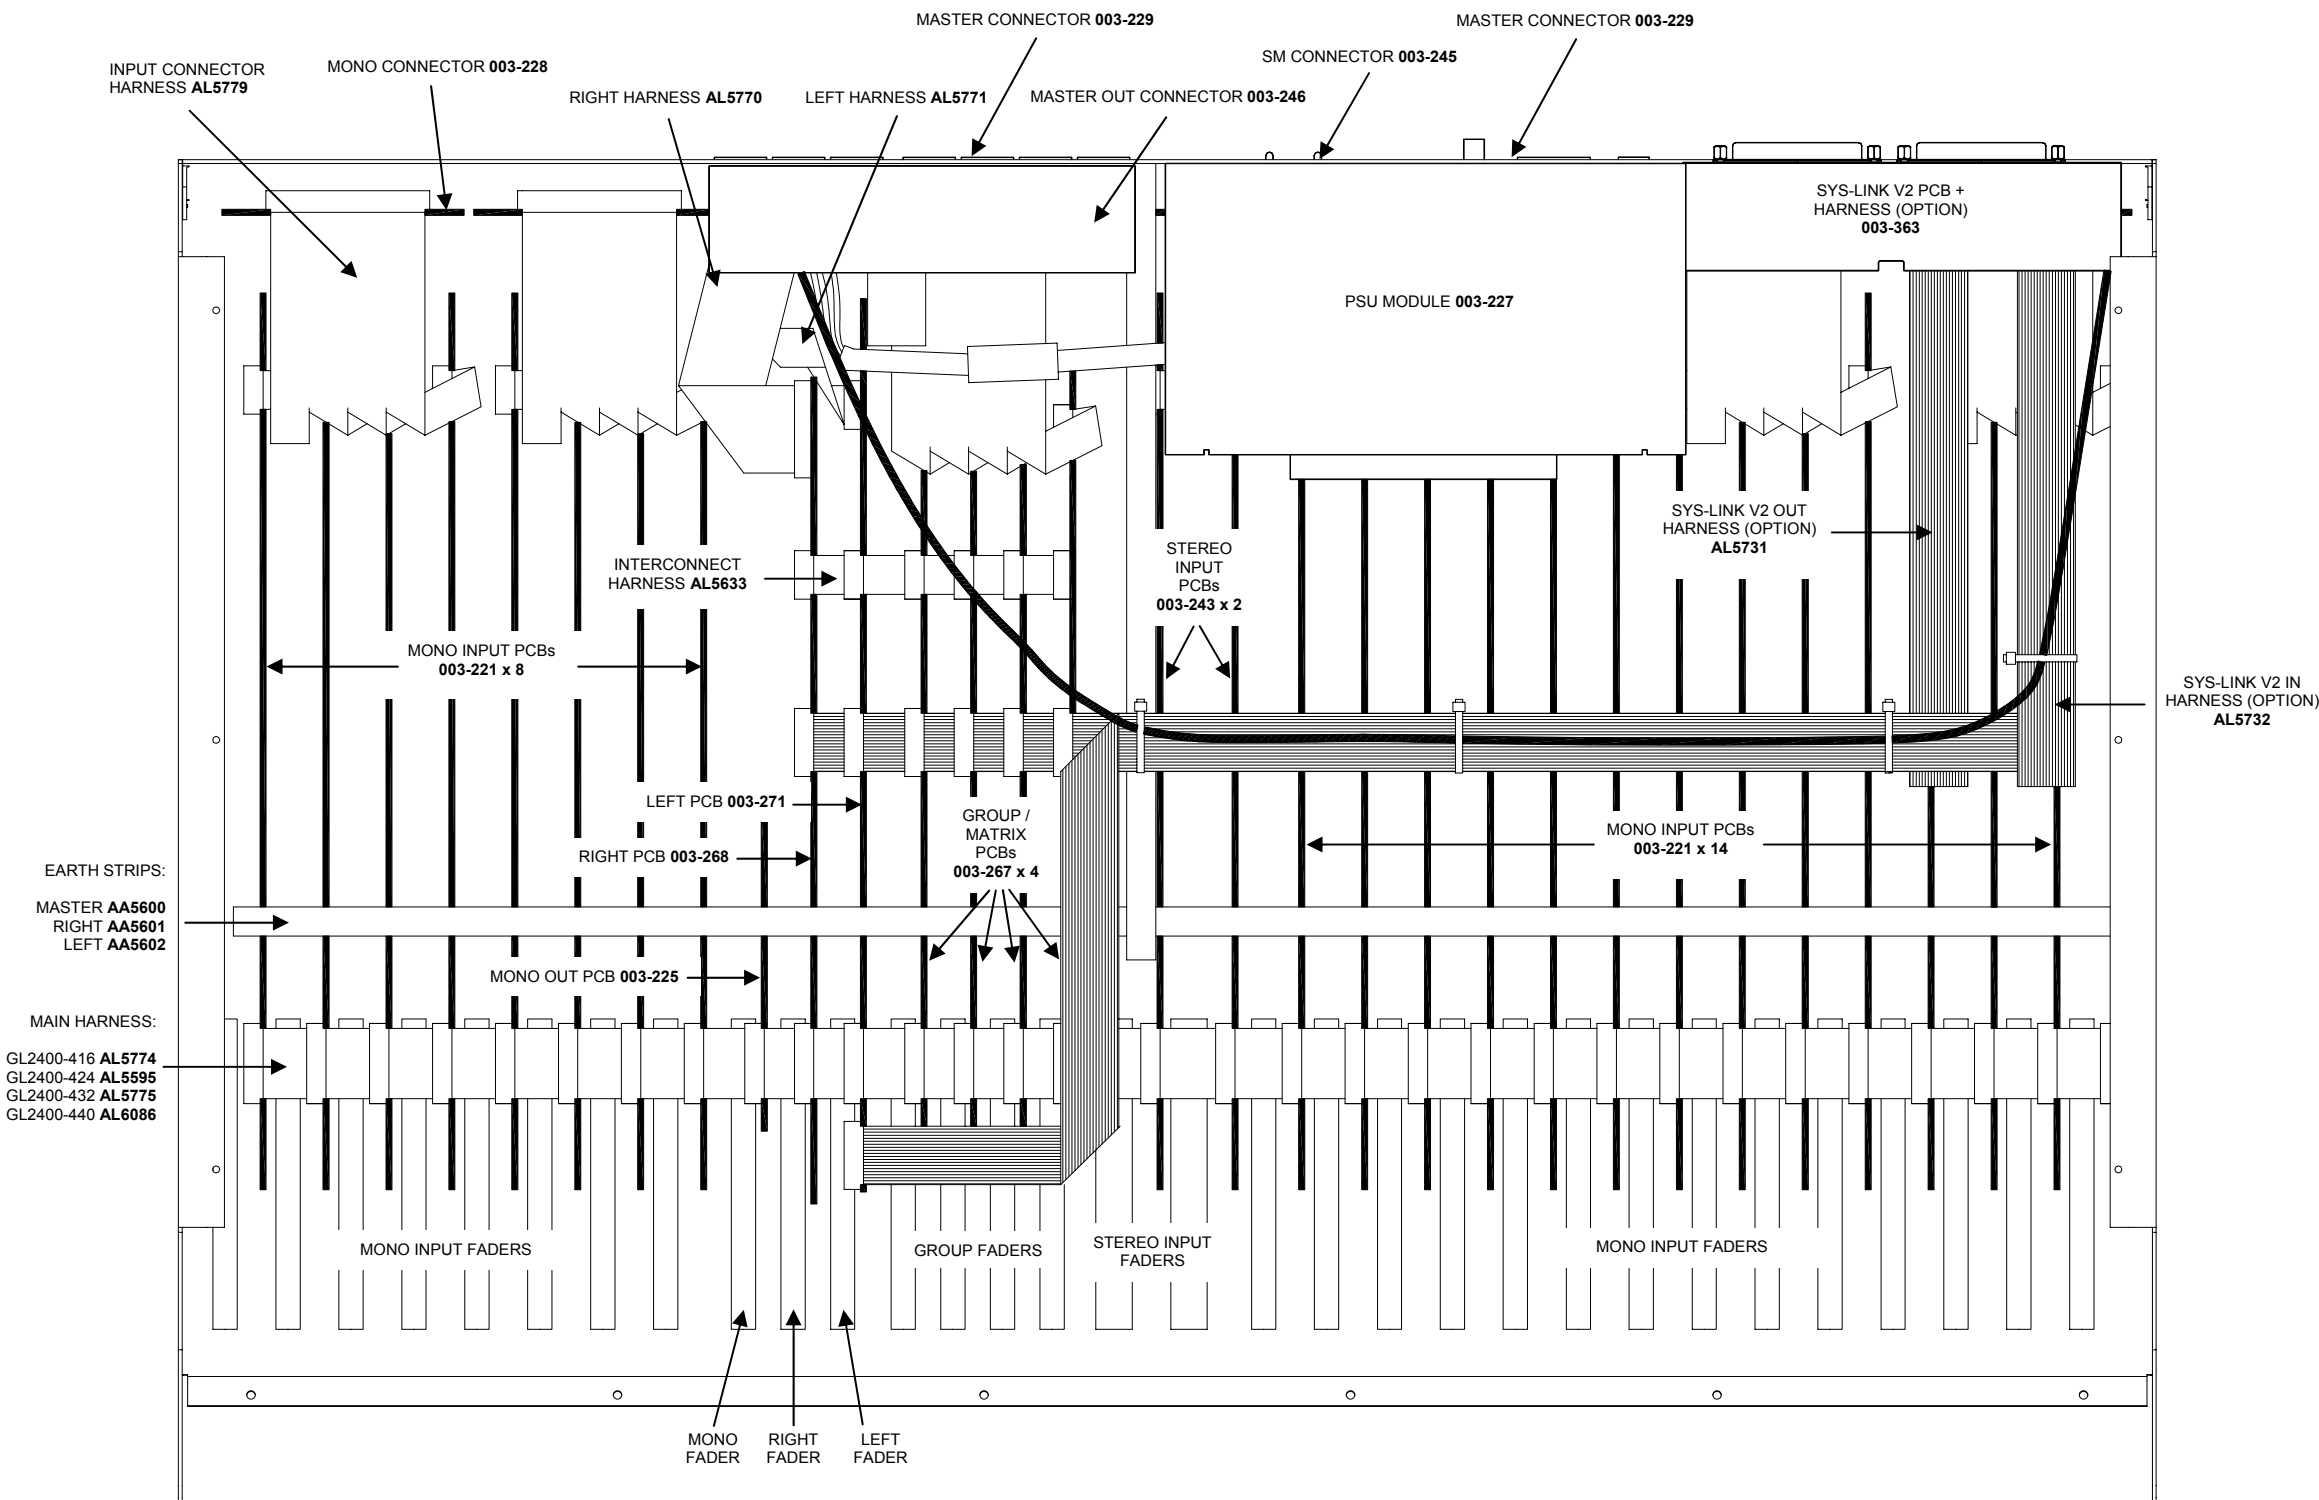 MASTER CONNECTOR 003-229
MASTER CONNECTOR 003-229
SM CONNECTOR 003-245
INPUT CONNECTOR
HARNESS AL5779
MONO CONNECTOR 003-228
RIGHT HARNESS AL5770
LEFT HARNESS AL5771
MASTER OUT CONNECTOR 003-246
SYS-LINK V2 PCB +
HARNESS (OPTION)
003-363
PSU MODULE 003-227
SYS-LINK V2 OUT
HARNESS (OPTION)
AL5731
STEREO
INPUT
PCBs
003-243 x 2
INTERCONNECT
HARNESS AL5633
MONO INPUT PCBs
003-221 x 8
SYS-LINK V2 IN
HARNESS (OPTION)
AL5732
LEFT PCB 003-271
GROUP /
MATRIX
PCBs
003-267 x 4
MONO INPUT PCBs
003-221 x 14
RIGHT PCB 003-268
EARTH STRIPS:
MASTER AA5600
RIGHT AA5601
LEFT AA5602
MONO OUT PCB 003-225
MAIN HARNESS:
GL2400-416 AL5774
GL2400-424 AL5595
GL2400-432 AL5775
GL2400-440 AL6086
MONO INPUT FADERS
GROUP FADERS
STEREO INPUT
FADERS
MONO INPUT FADERS
MONO
FADER
RIGHT
FADER
LEFT
FADER